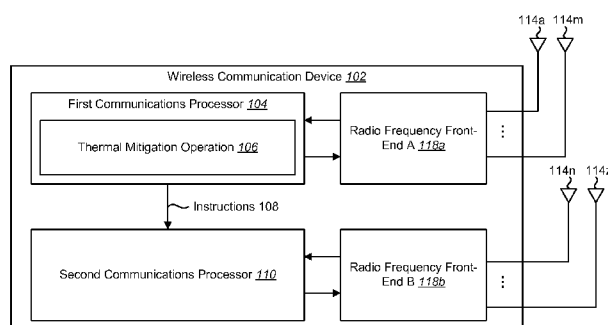 114a 114m
Wireless Communication Device 102
First Communications Processor 104
Thermal Mitigation Operation 106
Radio Frequency Front-
End A 118a
...
Instructions 108
114n 114z
Second Communications Processor 110
Radio Frequency Front-
End B 118b
...